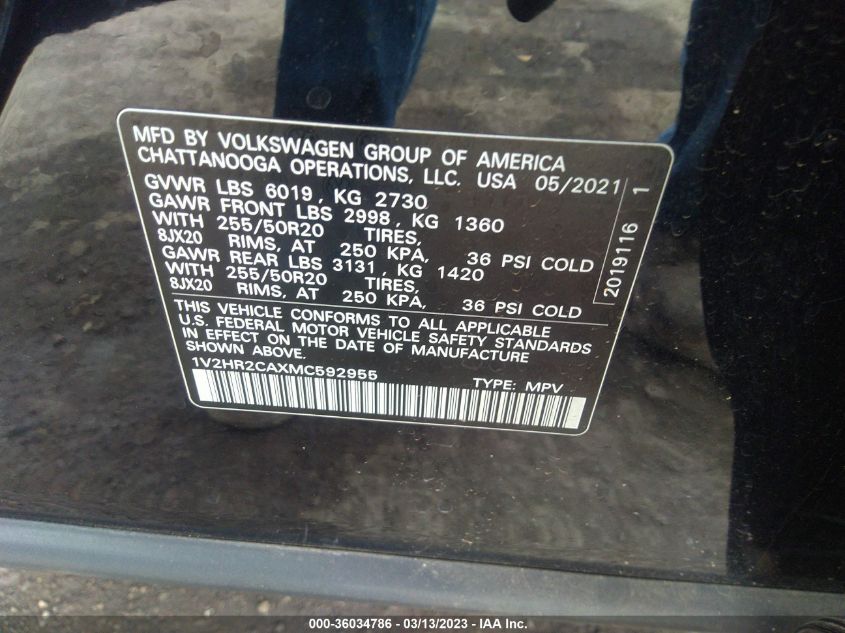 MFD BY VOLKSWAGEN GROUP OF AMERICA
CHATTANOOGA OPERATIONS, LLC. USA 05/2021
GVWR LBS 6019, KG 2730
GAWR FRONT LBS 2998, KG 1360
WITH 255/50R20 TIRES,
8JX20 RIMS, AT 250 KPA, 36 PSI COLD
GAWR REAR LBS 3131, KG 1420
WITH 255/50R20 TIRES,
8JX20 RIMS, AT 250 KPA, 36 PSI COLD
2019116 1
THIS VEHICLE CONFORMS TO ALL APPLICABLE
U.S. FEDERAL MOTOR VEHICLE SAFETY STANDARDS
IN EFFECT ON THE DATE OF MANUFACTURE
SHOWN ABOVE.
1V2HR2CAXMC592955 TYPE: MPV
000-36034786 - 03/13/2023 - © IAA Inc.